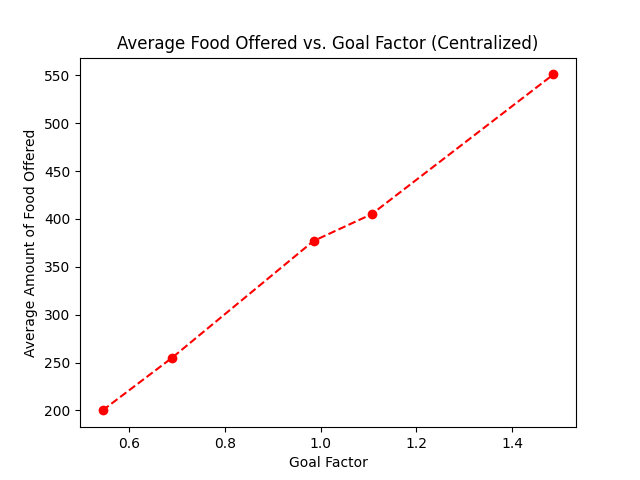 Average Food Offered vs. Goal Factor (Centralized)
Average Amount of Food Offered
550
500
450
400
350
300
250
200
0.6 0.8 1.0 1.2 1.4
Goal Factor